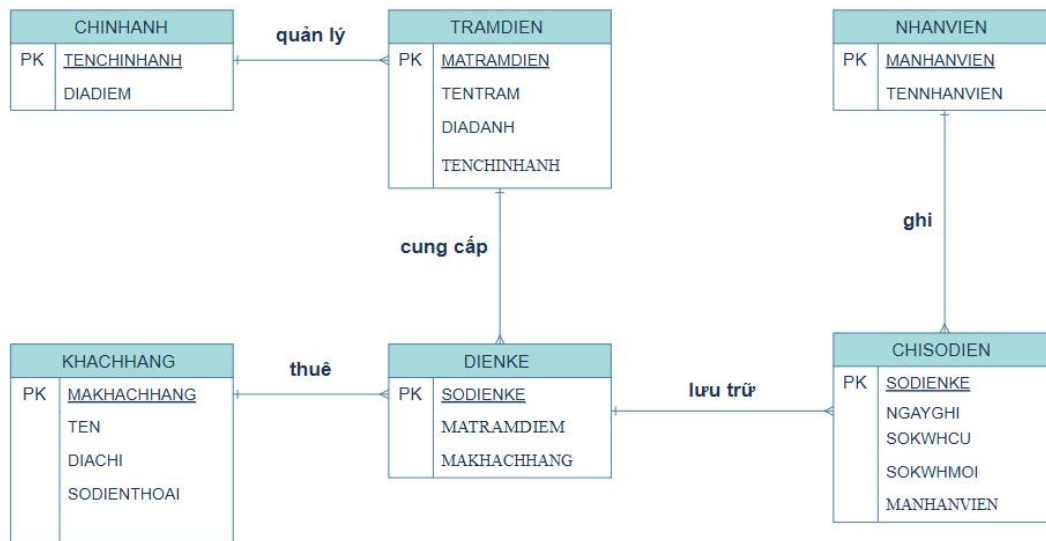 CHINHANH
PK TENCHINHANH
DIADIEM
quản lý
TRAMDIEN
PK MATRAMDIEN
TENTRAM
DIADANH
TENCHINHANH
NHANVIEN
PK MANHANVIEN
TENNHANVIEN
cung cấp
ghi
KHACHHANG
PK MAKHACHHANG
TEN
DIACHI
SODIENTHOAI
thuê
DIENKE
PK SODIENKE
MATRAMDIEM
MAKHACHHANG
lưu trữ
CHISODIEN
PK SODIENKE
NGAYGHI
SOKWHCU
SOKWHMOI
MANHANVIEN